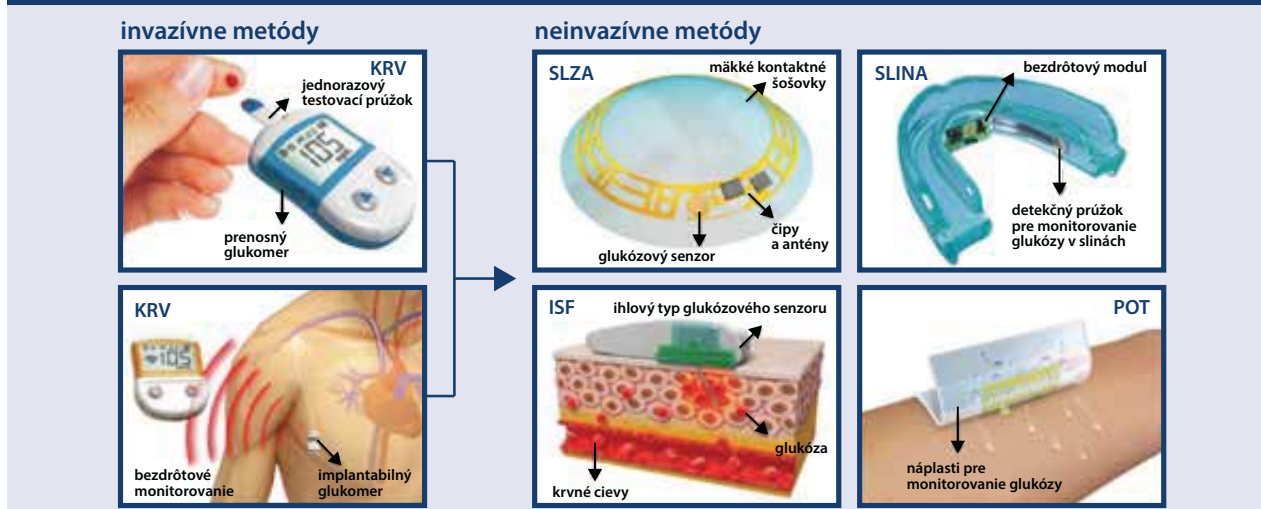 invazívne metódy
KRV
jednorazový
testovací prúžok
105
prenosný
glukomer
KRV
105
bezdrôtové
monitorovanie
implantabilný
glukomer
neinvazívne metódy
SLZA
mäkké kontaktné
šošovky
čipy
a antény
glukózový senzor
SLINA
bezdrôtový modul
detekčný prúžok
pre monitorovanie
glukózy v slinách
ISF
ihlový typ glukózového senzoru
glukóza
krvné cievy
POT
náplasti pre
monitorovanie glukózy